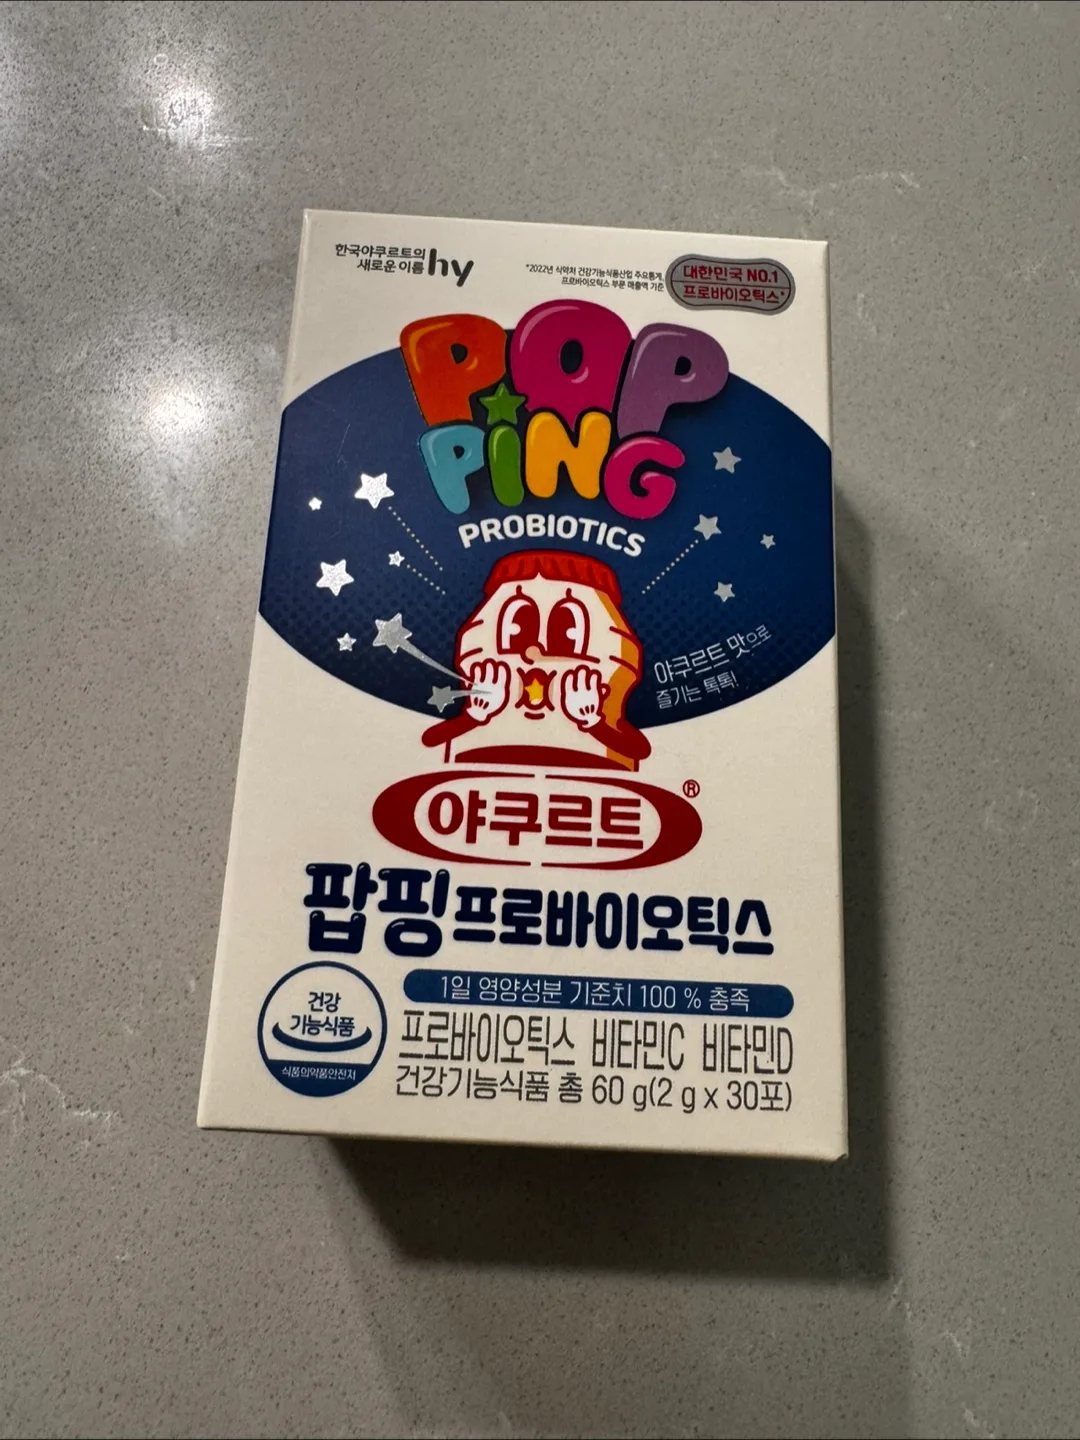 한국야쿠르트의
새로운 이름 hy
*2022년 식약처 건강기능식품산업 주요통계,
프로바이오틱스 부문 매출액 기준
대한민국 NO.1
프로바이오틱스*
POP
PING
PROBIOTICS
야쿠르트 맛으로
즐기는 톡톡!
야쿠르트®
팝핑 프로바이오틱스
건강
기능식품
식품의약품안전처
1일 영양성분 기준치 100 % 충족
프로바이오틱스 비타민C 비타민D
건강기능식품 총 60 g(2 g x 30포)